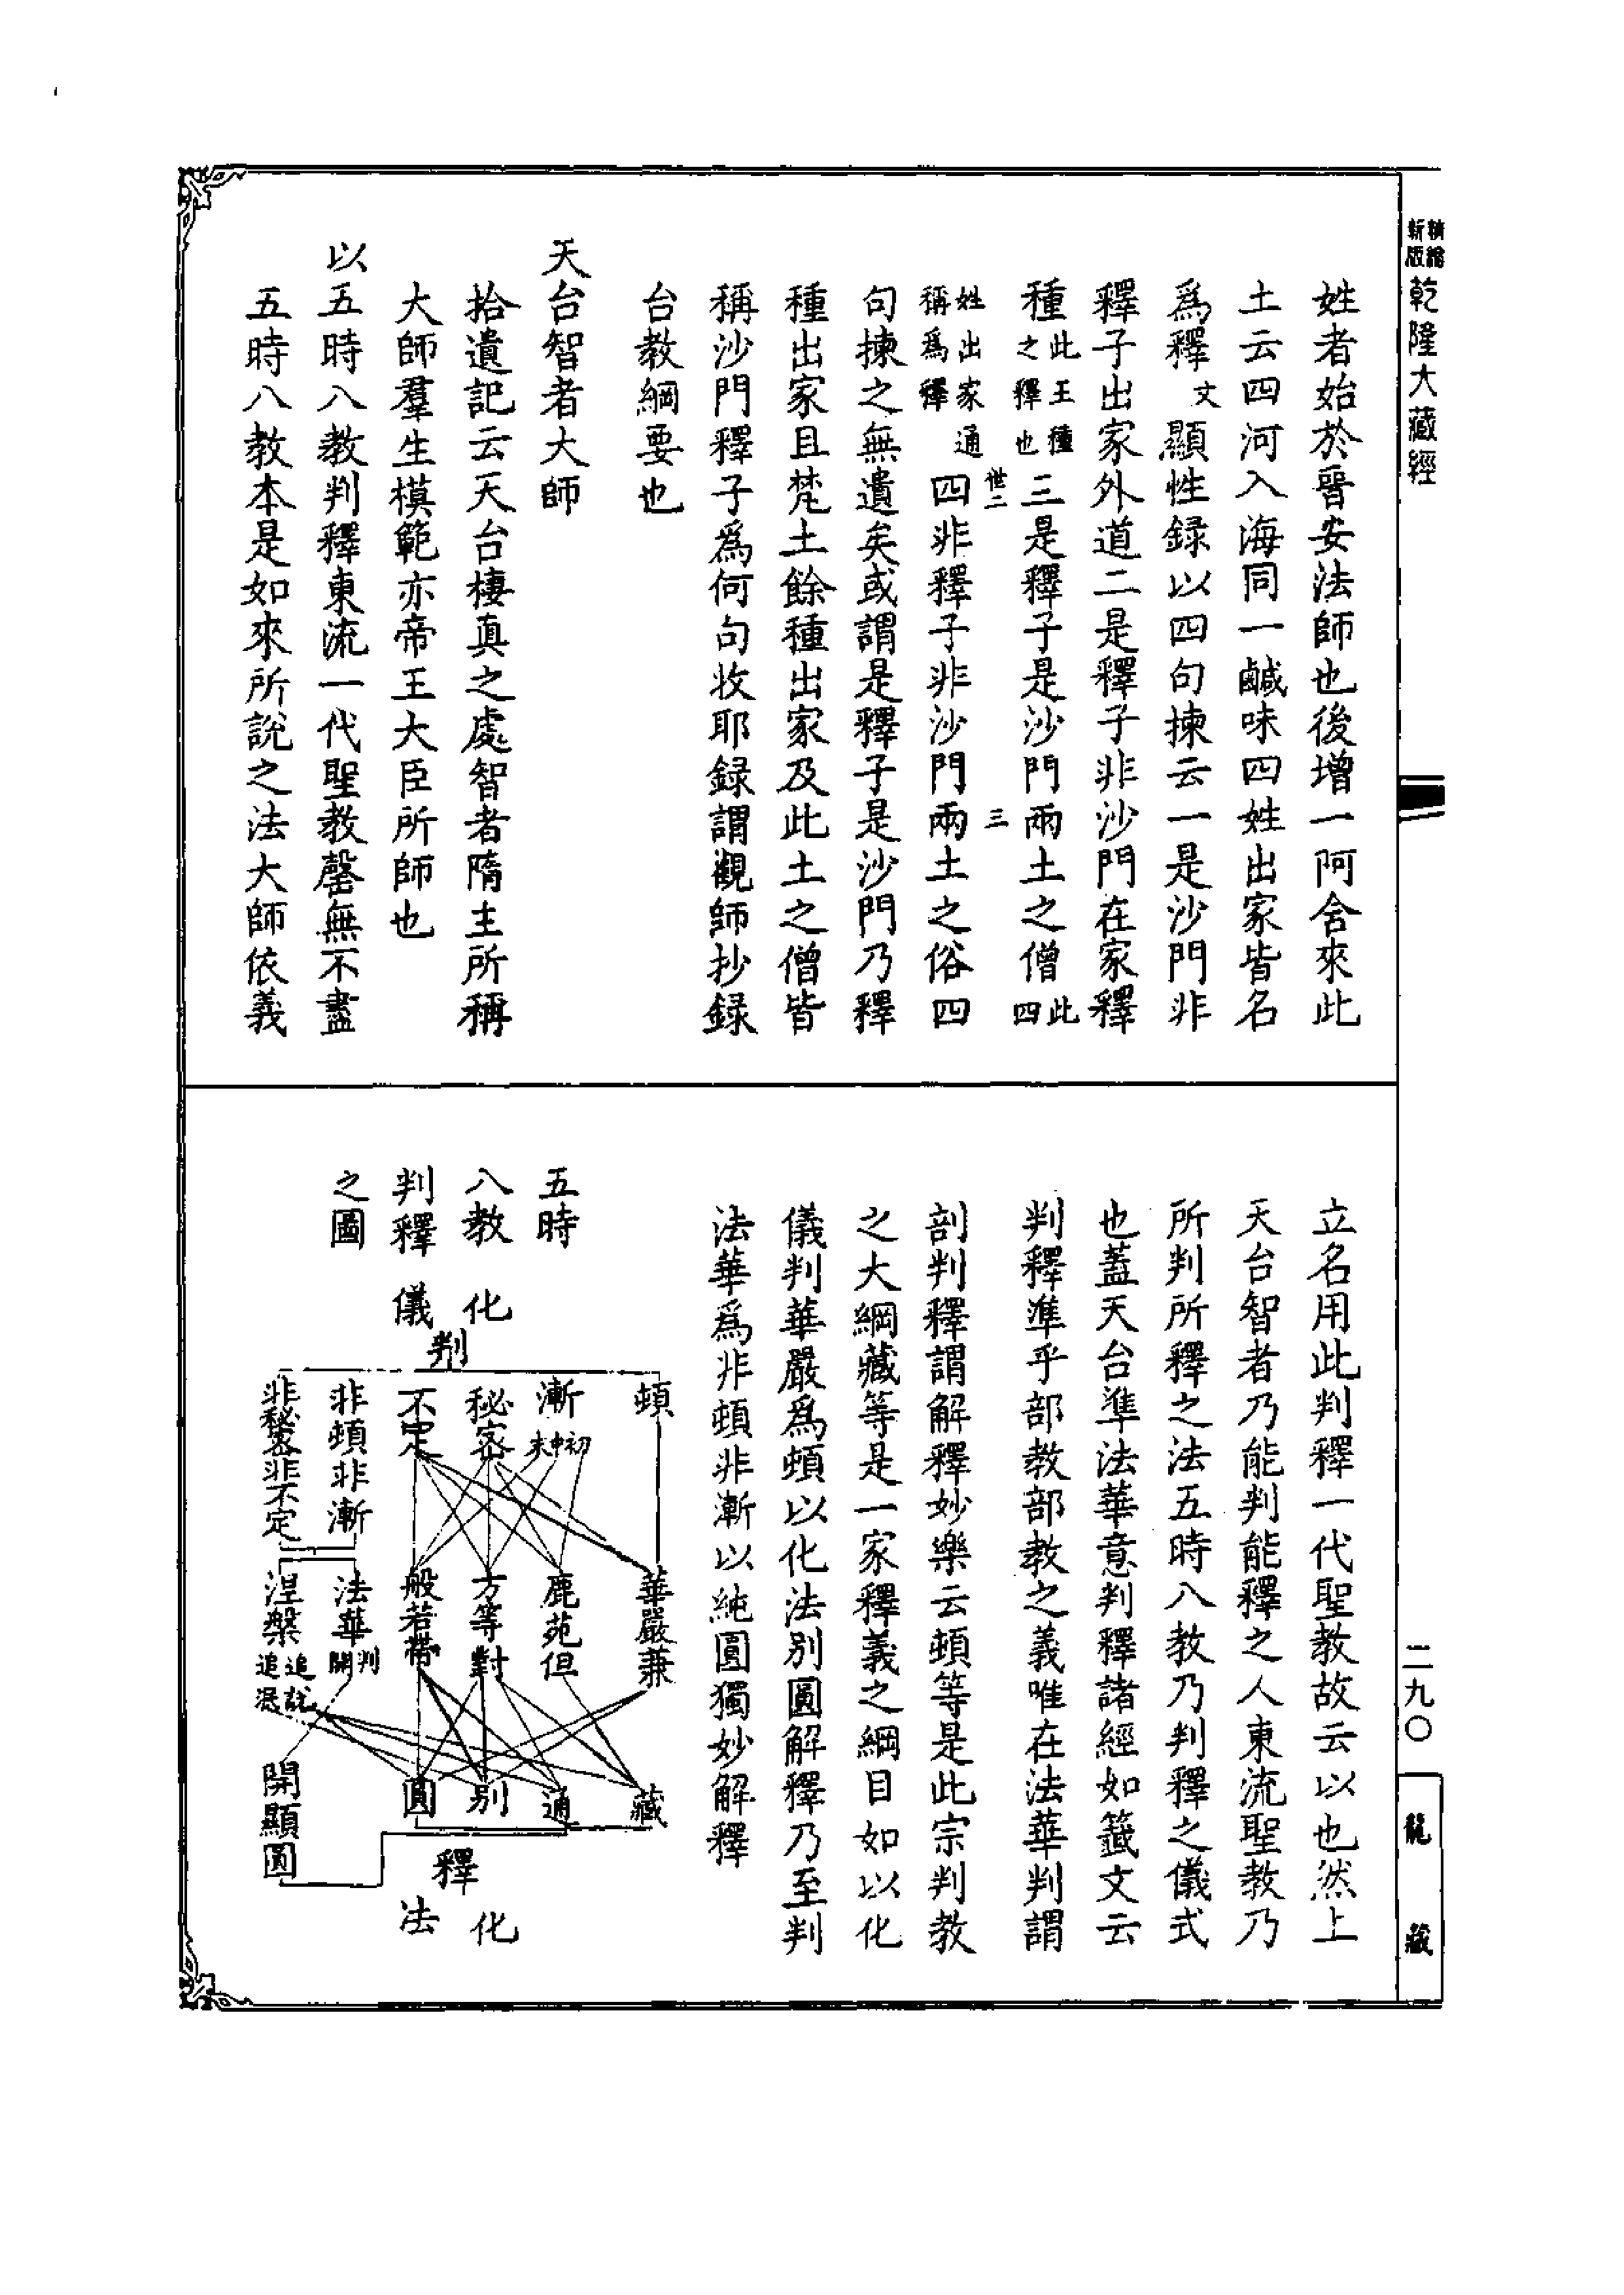 精縮
新版
乾隆大藏經
姓者始於晉安法師也後增一阿含來此
土云四河入海同一鹹味四姓出家皆名
爲釋文顯性録以四句揀云一是沙門非
釋子出家外道二是釋子非沙門在家釋
種此王種之釋也三是釋子是沙門兩土之僧此四
姓出家通稱爲釋四非釋子非沙門兩土之俗四
世二
三
句揀之無遺矣或謂是釋子是沙門乃釋
種出家且梵土餘種出家及此土之僧皆
稱沙門釋子爲何句收耶録謂觀師抄録
台教綱要也
天台智者大師
拾遺記云天台棲真之處智者隋主所稱
大師羣生模範亦帝王大臣所師也
以五時八教判釋東流一代聖教罄無不盡
五時八教本是如來所說之法大師依義
立名用此判釋一代聖教故云以也然上
天台智者乃能判能釋之人東流聖教乃
所判所釋之法五時八教乃判釋之儀式
也蓋天台準法華意判釋諸經如籤文云
判釋準乎部教部教之義唯在法華判謂
剖判釋謂解釋妙樂云頓等是此宗判教
之大綱藏等是一家釋義之綱目如以化
儀判華嚴爲頓以化法別圓解釋乃至判
法華爲非頓非漸以純圓獨妙解釋
五時
八教
判釋
之圖
化
儀
判
頓
漸初中末
秘密
不定
非頓非漸
非秘密非不定
華嚴兼
鹿苑但
方等對
般若帶
法華開判
涅槃追說追泯
藏
通
別
圓
開顯圓
釋
化
法
二九〇
龍藏